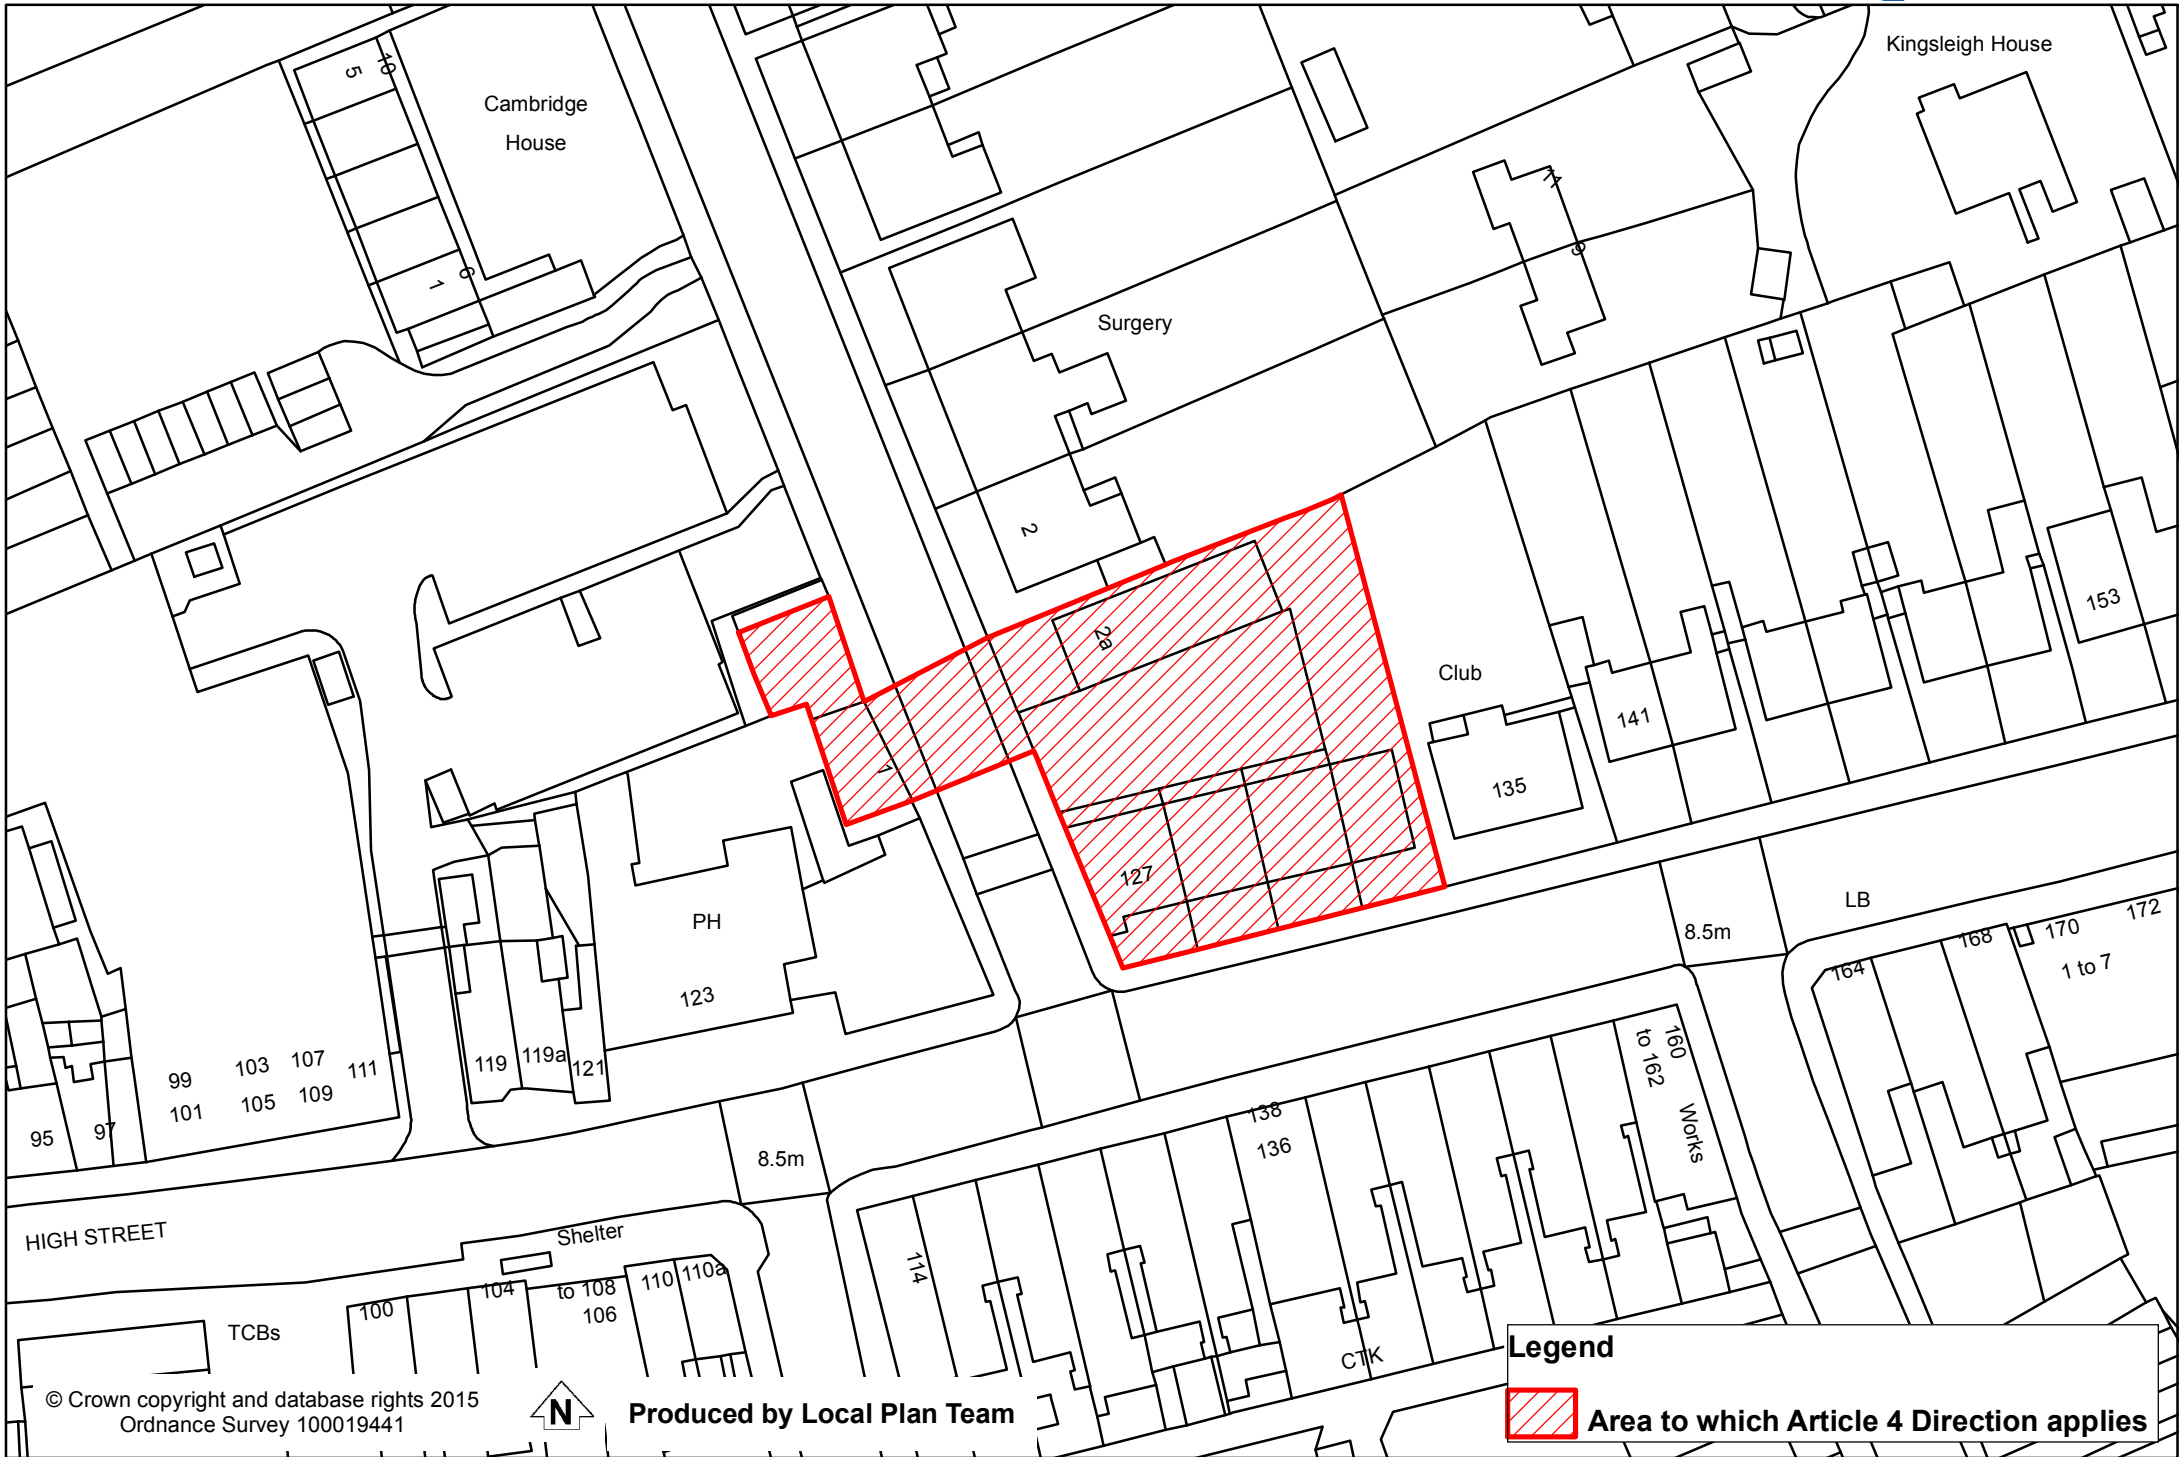 Kingsleigh House
10
5
Cambridge
House
11
9
6
1
Surgery
2
2a
153
Club
141
135
1
127
LB
PH
8.5m
172
170
168
164
1 to 7
123
119
119a
121
107
103
111
99
109
105
101
97
95
160
to 162
Works
138
136
8.5m
HIGH STREET
Shelter
114
110a
110
to 108
106
104
100
TCBs
CTK
Legend
Area to which Article 4 Direction applies
© Crown copyright and database rights 2015
Ordnance Survey 100019441
N
Produced by Local Plan Team